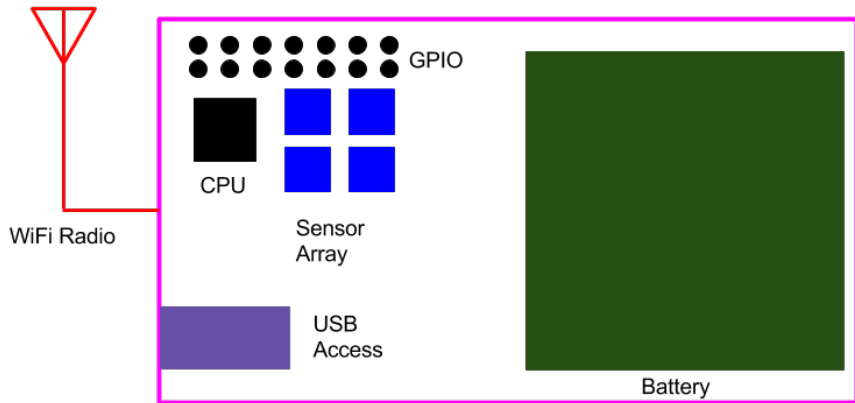 GPIO
CPU
WiFi Radio
Sensor
Array
USB
Access
Battery